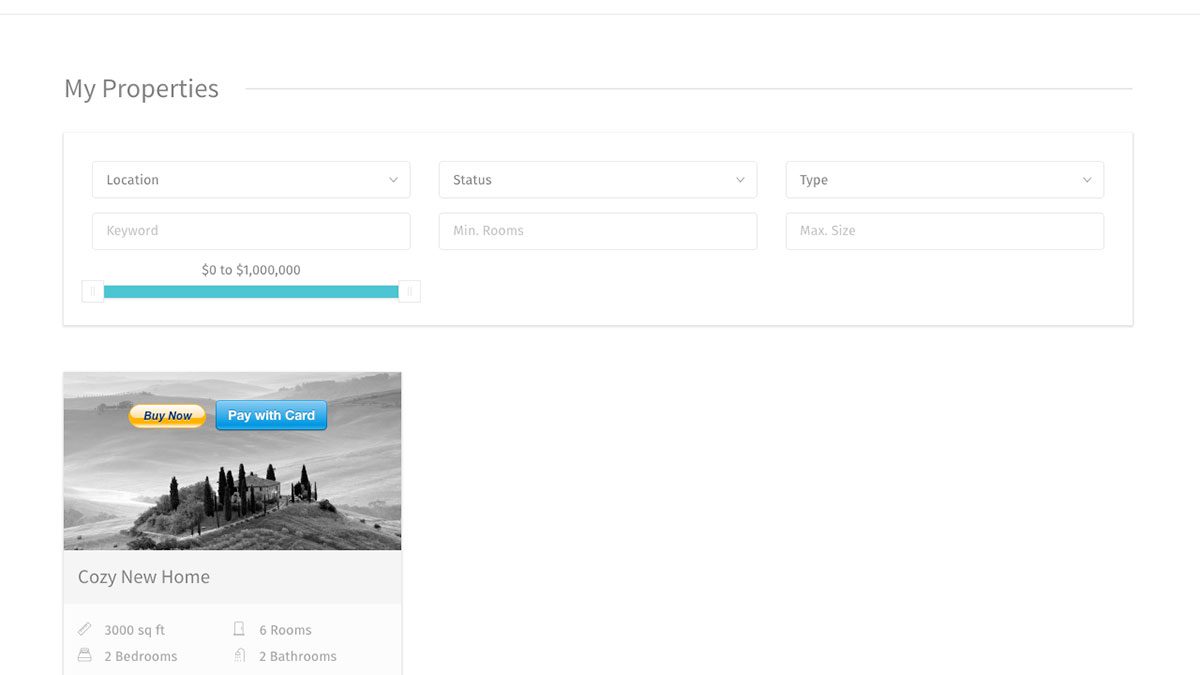 My Properties
Location
Status
Type
Keyword
Min. Rooms
Max. Size
$0 to $1,000,000
Buy Now
Pay with Card
Cozy New Home
3000 sq ft
6 Rooms
2 Bedrooms
2 Bathrooms